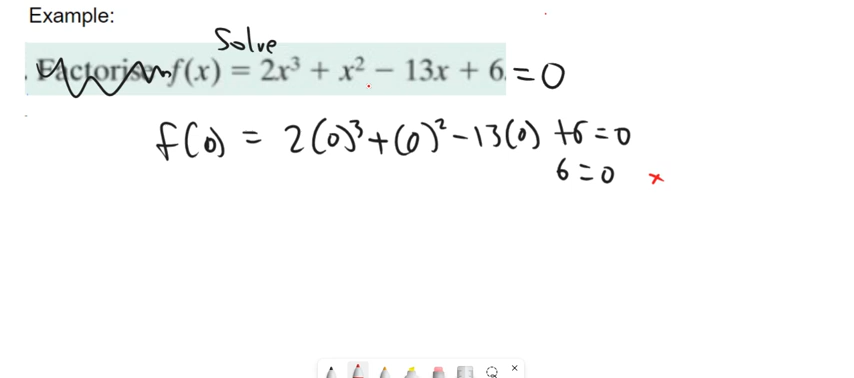 Example:
Solve
Factorise f(x) = 2x³ + x² − 13x + 6 = 0
f(0) = 2(0)³ + (0)² − 13(0) + 6 = 0
6 = 0 ×